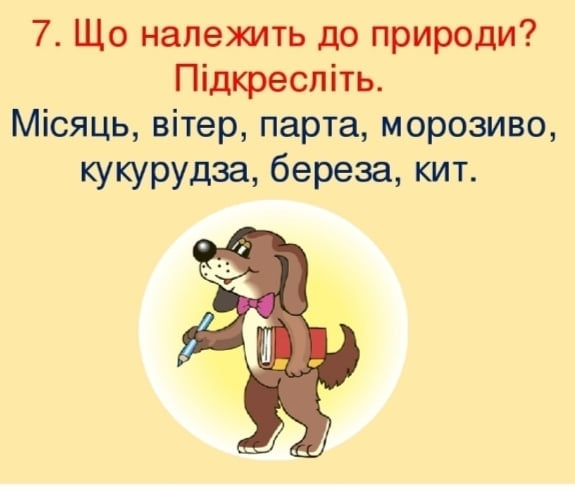 7. Що належить до природи?
Підкресліть.
Місяць, вітер, парта, морозиво,
кукурудза, береза, кит.